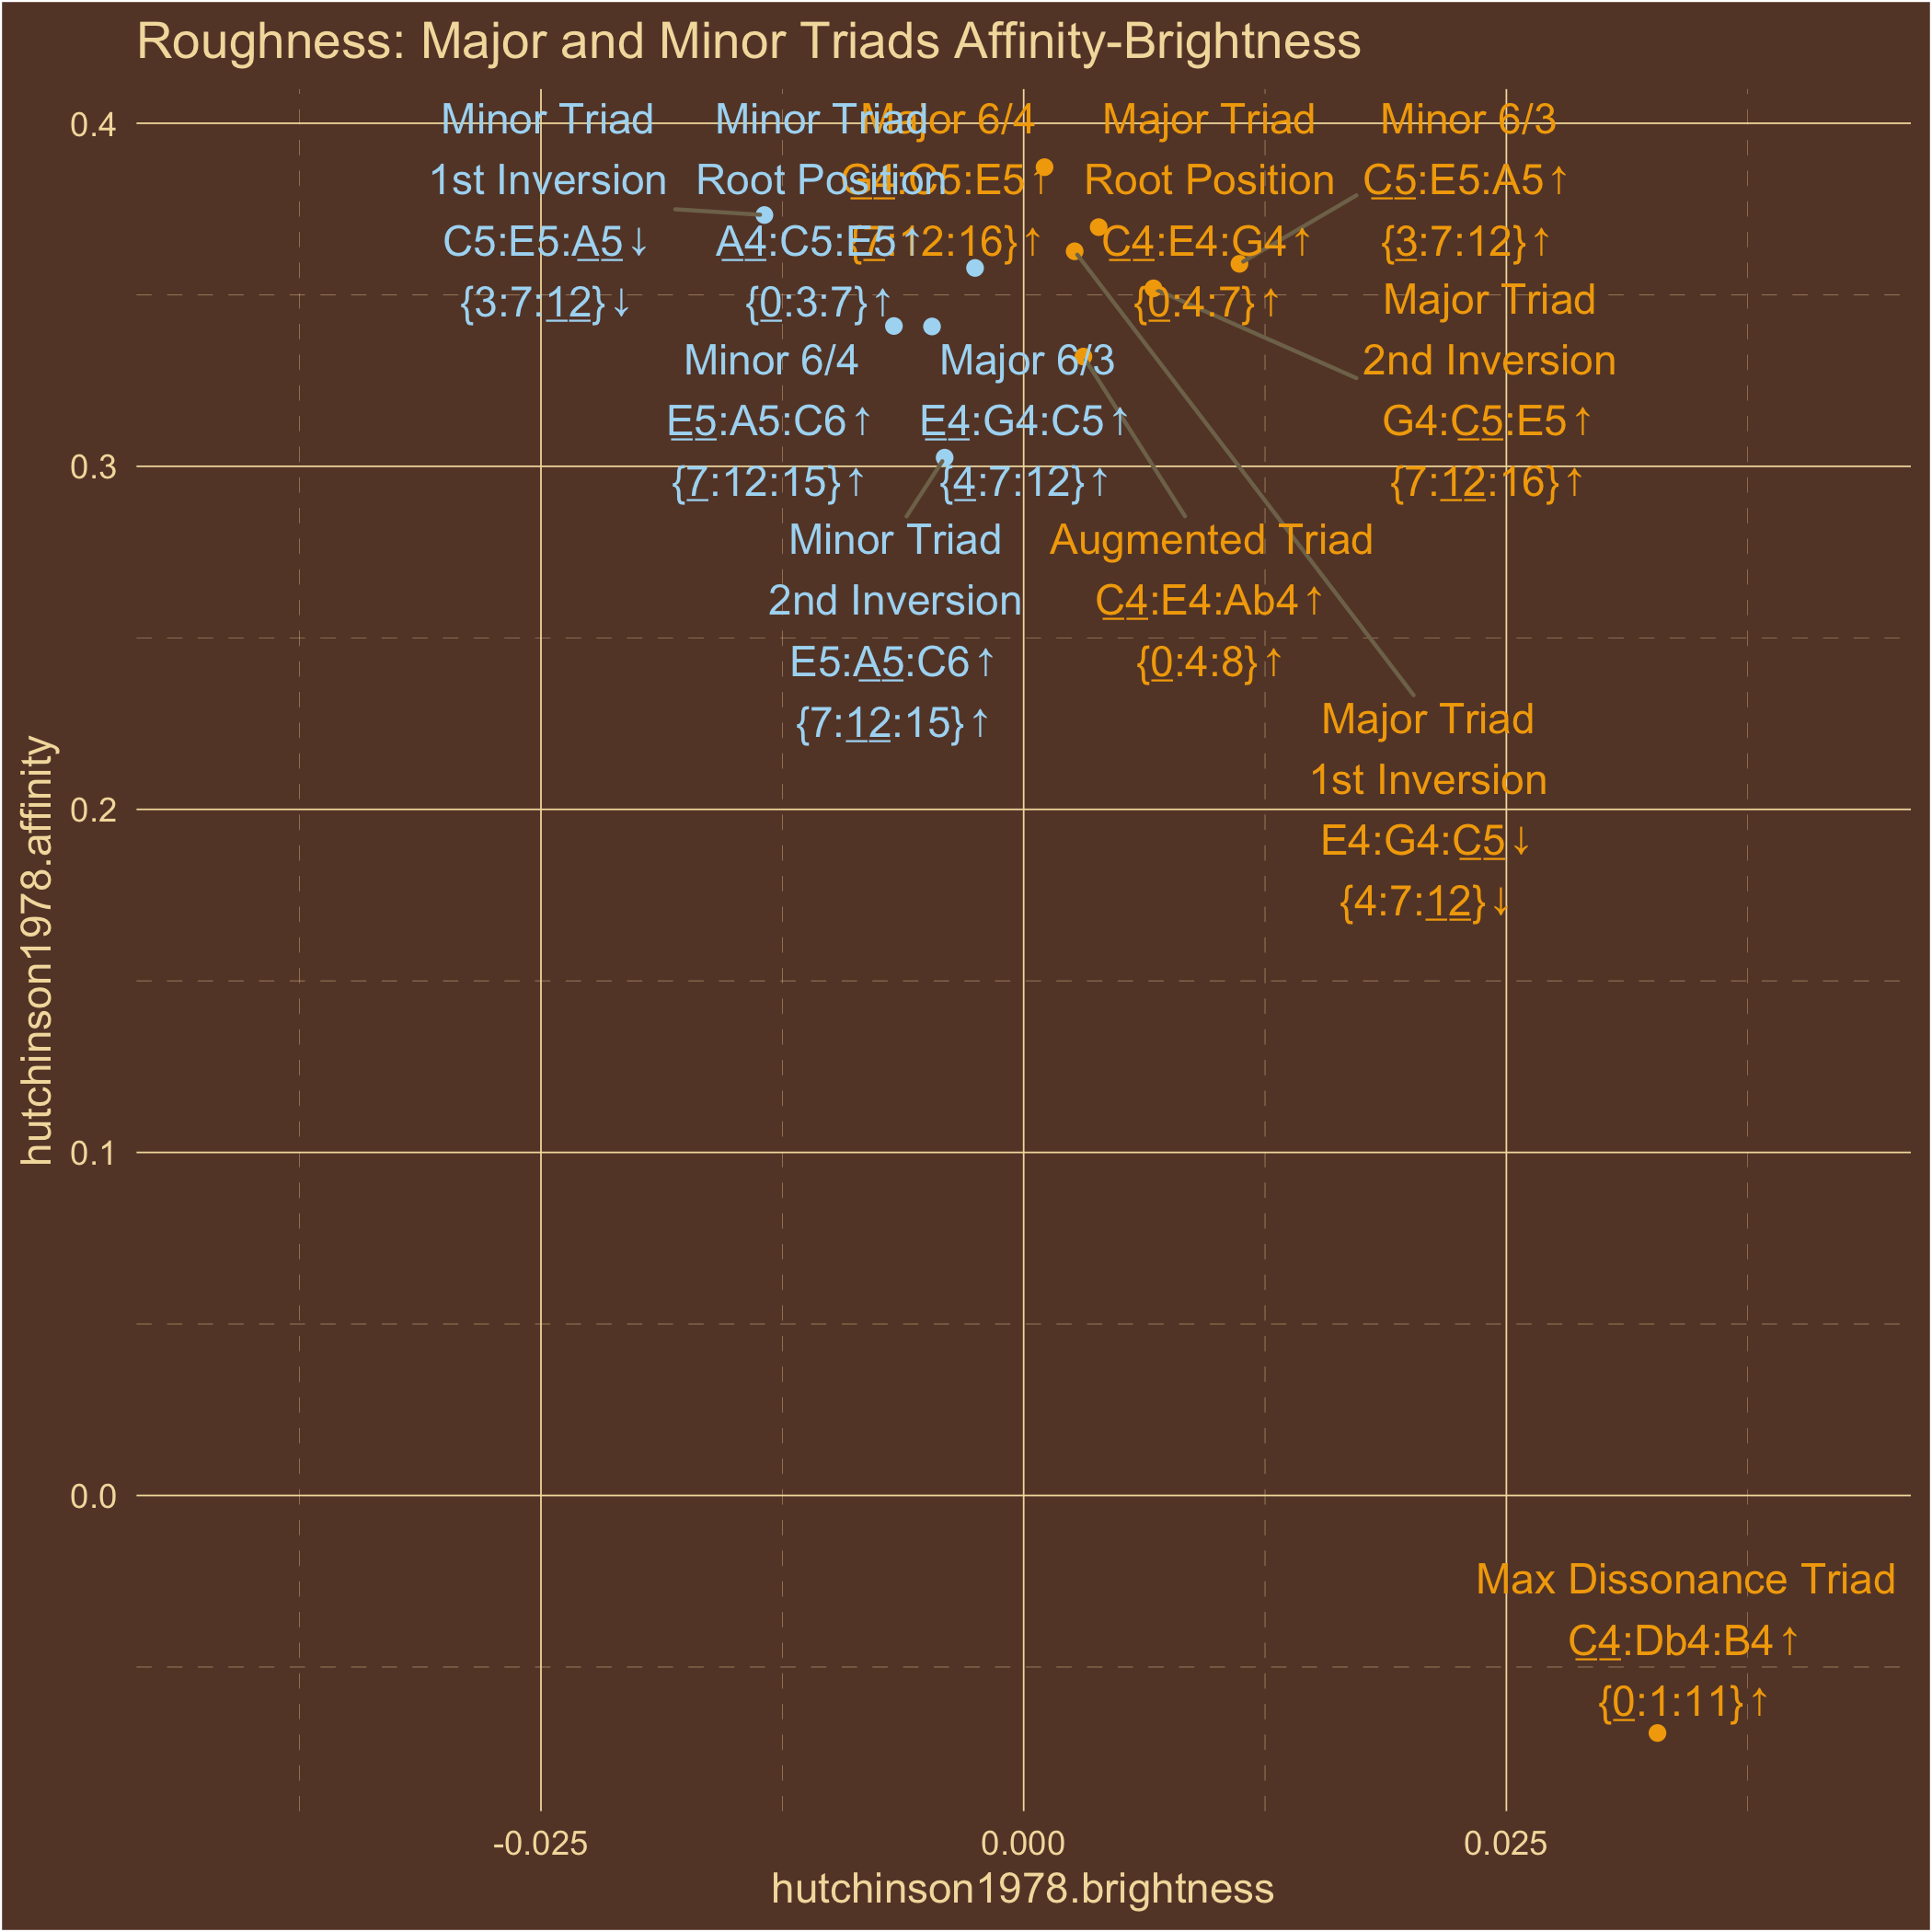 Roughness: Major and Minor Triads Affinity-Brightness
Minor Triad
1st Inversion
C5:E5:A5↓
{3:7:12}↓
Minor Triad
Root Position
A4:C5:E5↑
{0:3:7}↑
Major 6/4
G4:C5:E5↑
{7:12:16}↑
Major Triad
Root Position
C4:E4:G4↑
{0:4:7}↑
Minor 6/3
C5:E5:A5↑
{3:7:12}↑
Major Triad
2nd Inversion
G4:C5:E5↑
{7:12:16}↑
Minor 6/4
E5:A5:C6↑
{7:12:15}↑
Major 6/3
E4:G4:C5↑
{4:7:12}↑
Minor Triad
2nd Inversion
E5:A5:C6↑
{7:12:15}↑
Augmented Triad
C4:E4:Ab4↑
{0:4:8}↑
Major Triad
1st Inversion
E4:G4:C5↓
{4:7:12}↓
Max Dissonance Triad
C4:Db4:B4↑
{0:1:11}↑
0.4
0.3
0.2
0.1
0.0
hutchinson1978.affinity
-0.025
0.000
0.025
hutchinson1978.brightness